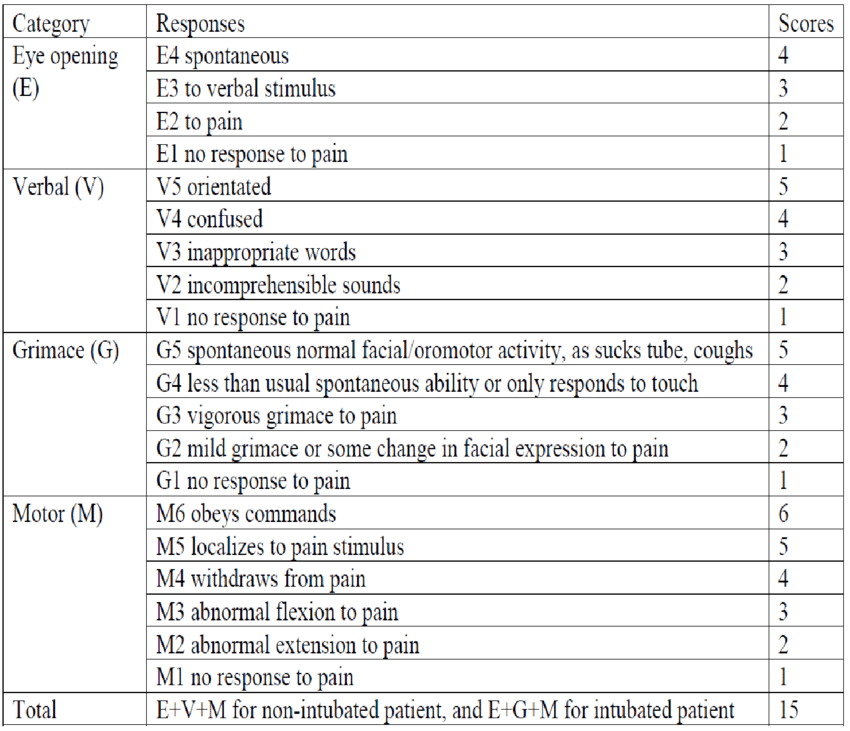 Category Responses Scores
Eye opening E4 spontaneous 4
(E) E3 to verbal stimulus 3
E2 to pain 2
E1 no response to pain 1
Verbal (V) V5 orientated 5
V4 confused 4
V3 inappropriate words 3
V2 incomprehensible sounds 2
V1 no response to pain 1
Grimace (G) G5 spontaneous normal facial/oromotor activity, as sucks tube, coughs 5
G4 less than usual spontaneous ability or only responds to touch 4
G3 vigorous grimace to pain 3
G2 mild grimace or some change in facial expression to pain 2
G1 no response to pain 1
Motor (M) M6 obeys commands 6
M5 localizes to pain stimulus 5
M4 withdraws from pain 4
M3 abnormal flexion to pain 3
M2 abnormal extension to pain 2
M1 no response to pain 1
Total E+V+M for non-intubated patient, and E+G+M for intubated patient 15